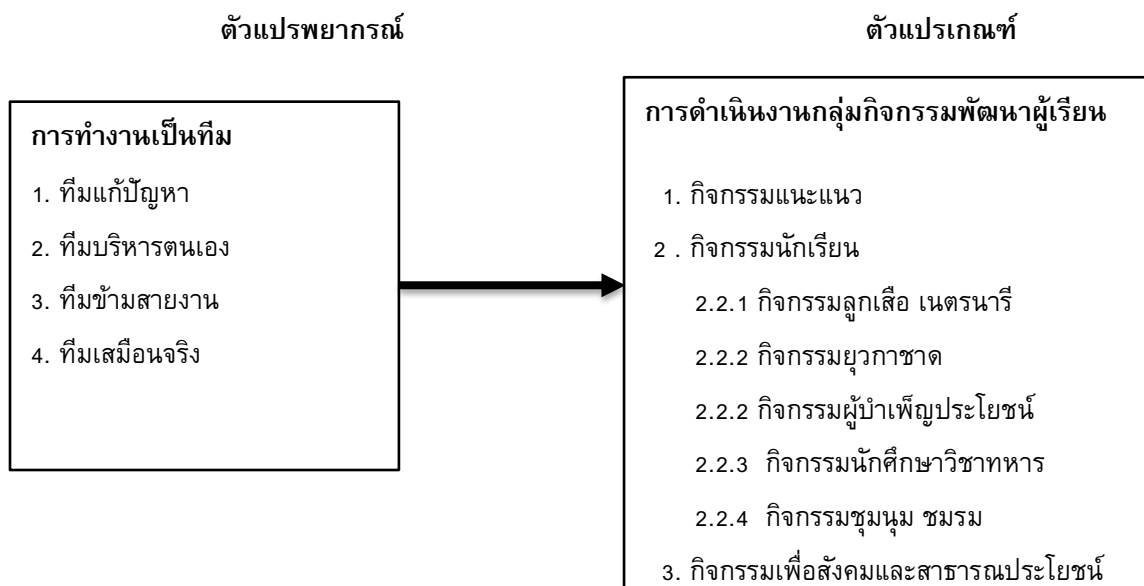 ตัวแปรพยากรณ์
ตัวแปรเกณฑ์
การทำงานเป็นทีม
1. ทีมแก้ปัญหา
2. ทีมบริหารตนเอง
3. ทีมข้ามสายงาน
4. ทีมเสมือนจริง
การดำเนินงานกลุ่มกิจกรรมพัฒนาผู้เรียน
1. กิจกรรมแนะแนว
2 . กิจกรรมนักเรียน
2.2.1 กิจกรรมลูกเสือ เนตรนารี
2.2.2 กิจกรรมยุวกาชาด
2.2.2 กิจกรรมผู้บำเพ็ญประโยชน์
2.2.3 กิจกรรมนักศึกษาวิชาทหาร
2.2.4 กิจกรรมชุมนุม ชมรม
3. กิจกรรมเพื่อสังคมและสาธารณประโยชน์